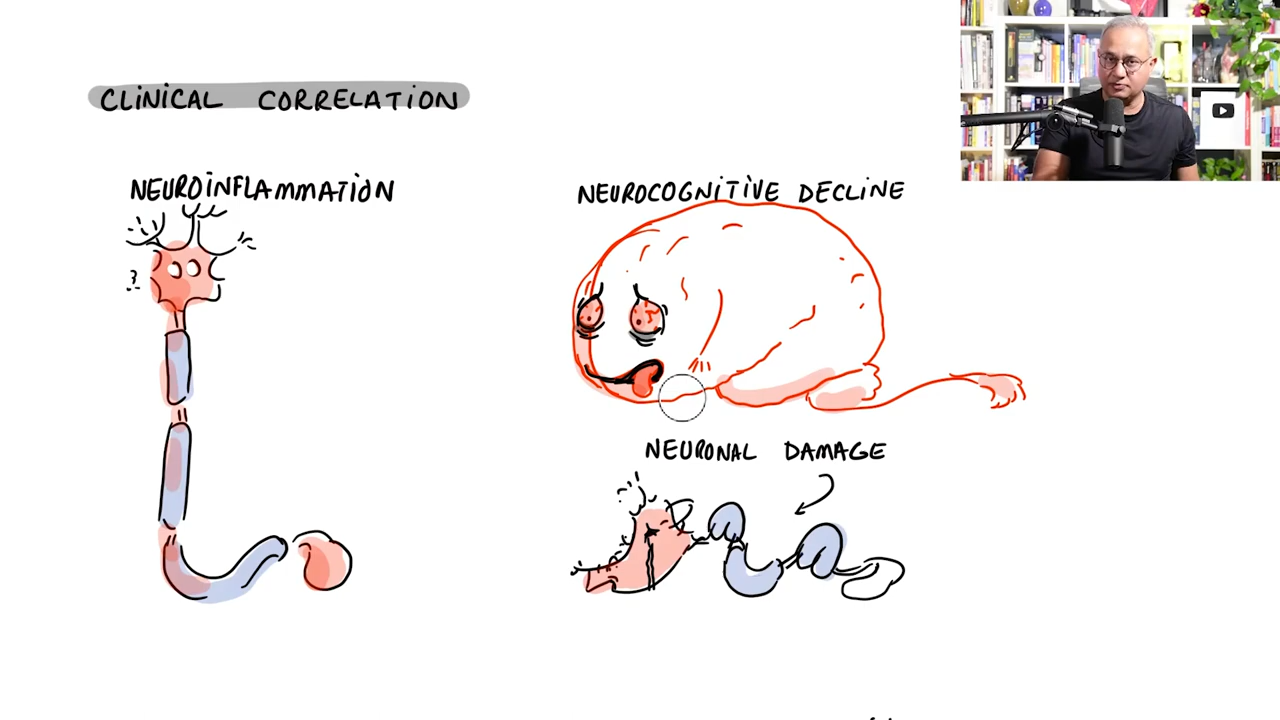 CLINICAL CORRELATION
NEUROINFLAMMATION
NEUROCOGNITIVE DECLINE
?
NEURONAL DAMAGE